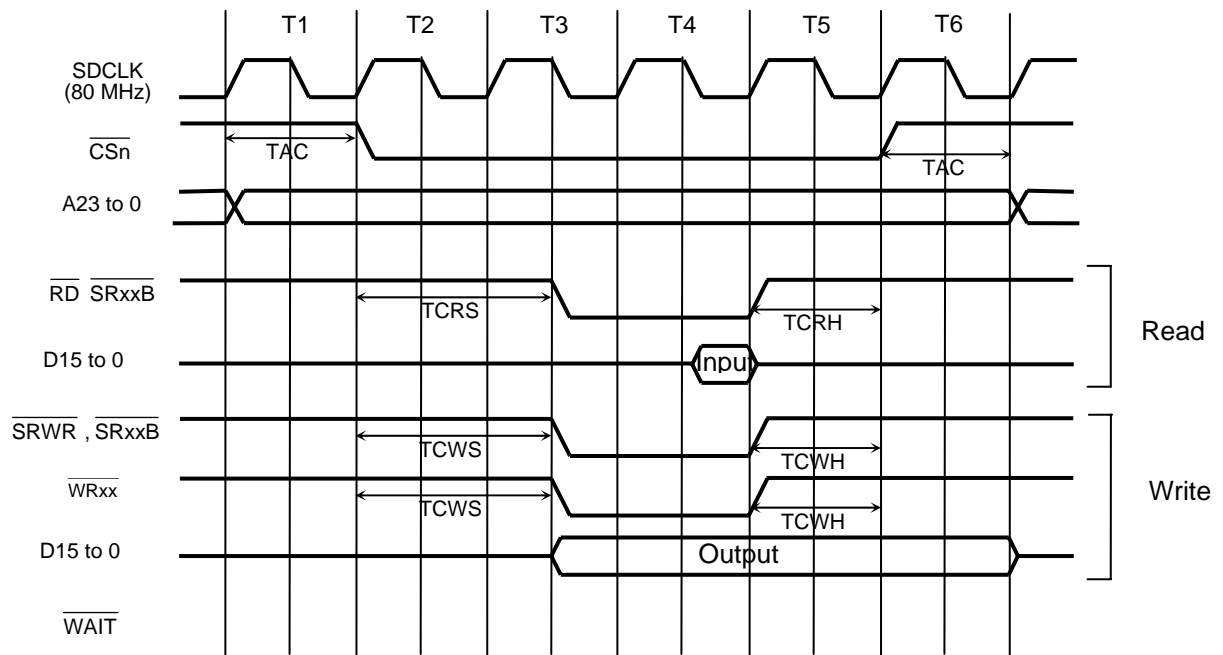 T1 T2 T3 T4 T5 T6
SDCLK
(80 MHz)
CSn
TAC TAC
A23 to 0
RD SRxxB
TCRS TCRH
Read
D15 to 0
Input
SRWR , SRxxB
TCWS TCWH
WRxx
TCWS TCWH
Write
D15 to 0
Output
WAIT